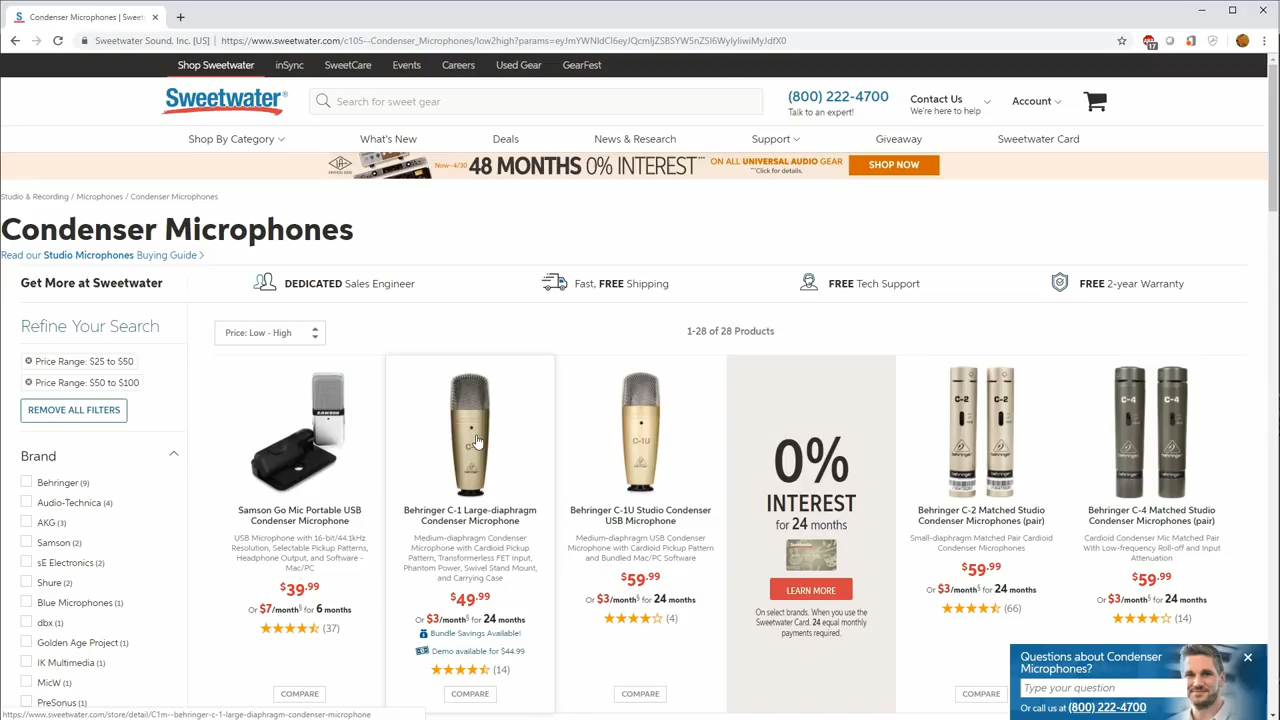 Condenser Microphones | Sweet
Sweetwater Sound, Inc. [US]
https://www.sweetwater.com/c105--Condenser_Microphones/low2high?params=eyJmYWNldCI6eyJQcmljZSBSYW5nZSI6WyIyIiwiMyJdfX0
17
Shop Sweetwater
inSync
SweetCare
Events
Careers
Used Gear
GearFest
Sweetwater
Search for sweet gear
(800) 222-4700
Talk to an expert!
Contact Us
We're here to help
Account
Shop By Category
What's New
Deals
News & Research
Support
Giveaway
Sweetwater Card
Now–4/30 48 MONTHS 0% INTEREST** ON ALL UNIVERSAL AUDIO GEAR
**Click for details.
SHOP NOW
Studio & Recording / Microphones / Condenser Microphones
Condenser Microphones
Read our Studio Microphones Buying Guide >
Get More at Sweetwater
DEDICATED Sales Engineer
Fast, FREE Shipping
FREE Tech Support
FREE 2-year Warranty
Refine Your Search
Price Range: $25 to $50
Price Range: $50 to $100
REMOVE ALL FILTERS
Brand
Behringer (9)
Audio-Technica (4)
AKG (3)
Samson (2)
sE Electronics (2)
Shure (2)
Blue Microphones (1)
dbx (1)
Golden Age Project (1)
IK Multimedia (1)
MicW (1)
PreSonus (1)
Price: Low - High
1-28 of 28 Products
SAMSON
Samson Go Mic Portable USB
Condenser Microphone
USB Microphone with 16-bit/44.1kHz
Resolution, Selectable Pickup Patterns,
Headphone Output, and Software -
Mac/PC
$39.99
Or $7/month§ for 6 months
(37)
COMPARE
Behringer C-1 Large-diaphragm
Condenser Microphone
Medium-diaphragm Condenser
Microphone with Cardioid Pickup
Pattern, Transformerless FET Input,
Phantom Power, Swivel Stand Mount,
and Carrying Case
$49.99
Or $3/month§ for 24 months
Bundle Savings Available!
Demo available for $44.99
(14)
COMPARE
C-1U
Behringer C-1U Studio Condenser
USB Microphone
Medium-diaphragm USB Condenser
Microphone with Cardioid Pickup Pattern
and Bundled Mac/PC Software
$59.99
Or $3/month§ for 24 months
(4)
COMPARE
0%
INTEREST
for 24 months
LEARN MORE
On select brands. When you use the
Sweetwater Card. 24 equal monthly
payments required.
C-2
C-2
Behringer C-2 Matched Studio
Condenser Microphones (pair)
Small-diaphragm Matched Pair Cardioid
Condenser Microphones
$59.99
Or $3/month§ for 24 months
(66)
COMPARE
C-4
C-4
Behringer C-4 Matched Studio
Condenser Microphones (pair)
Cardioid Condenser Mic Matched Pair
With Low-frequency Roll-off and Input
Attenuation
$59.99
Or $3/month§ for 24 months
(14)
Questions about Condenser
Microphones?
Type your question
Or call us at (800) 222-4700
https://www.sweetwater.com/store/detail/C1m--behringer-c-1-large-diaphragm-condenser-microphone